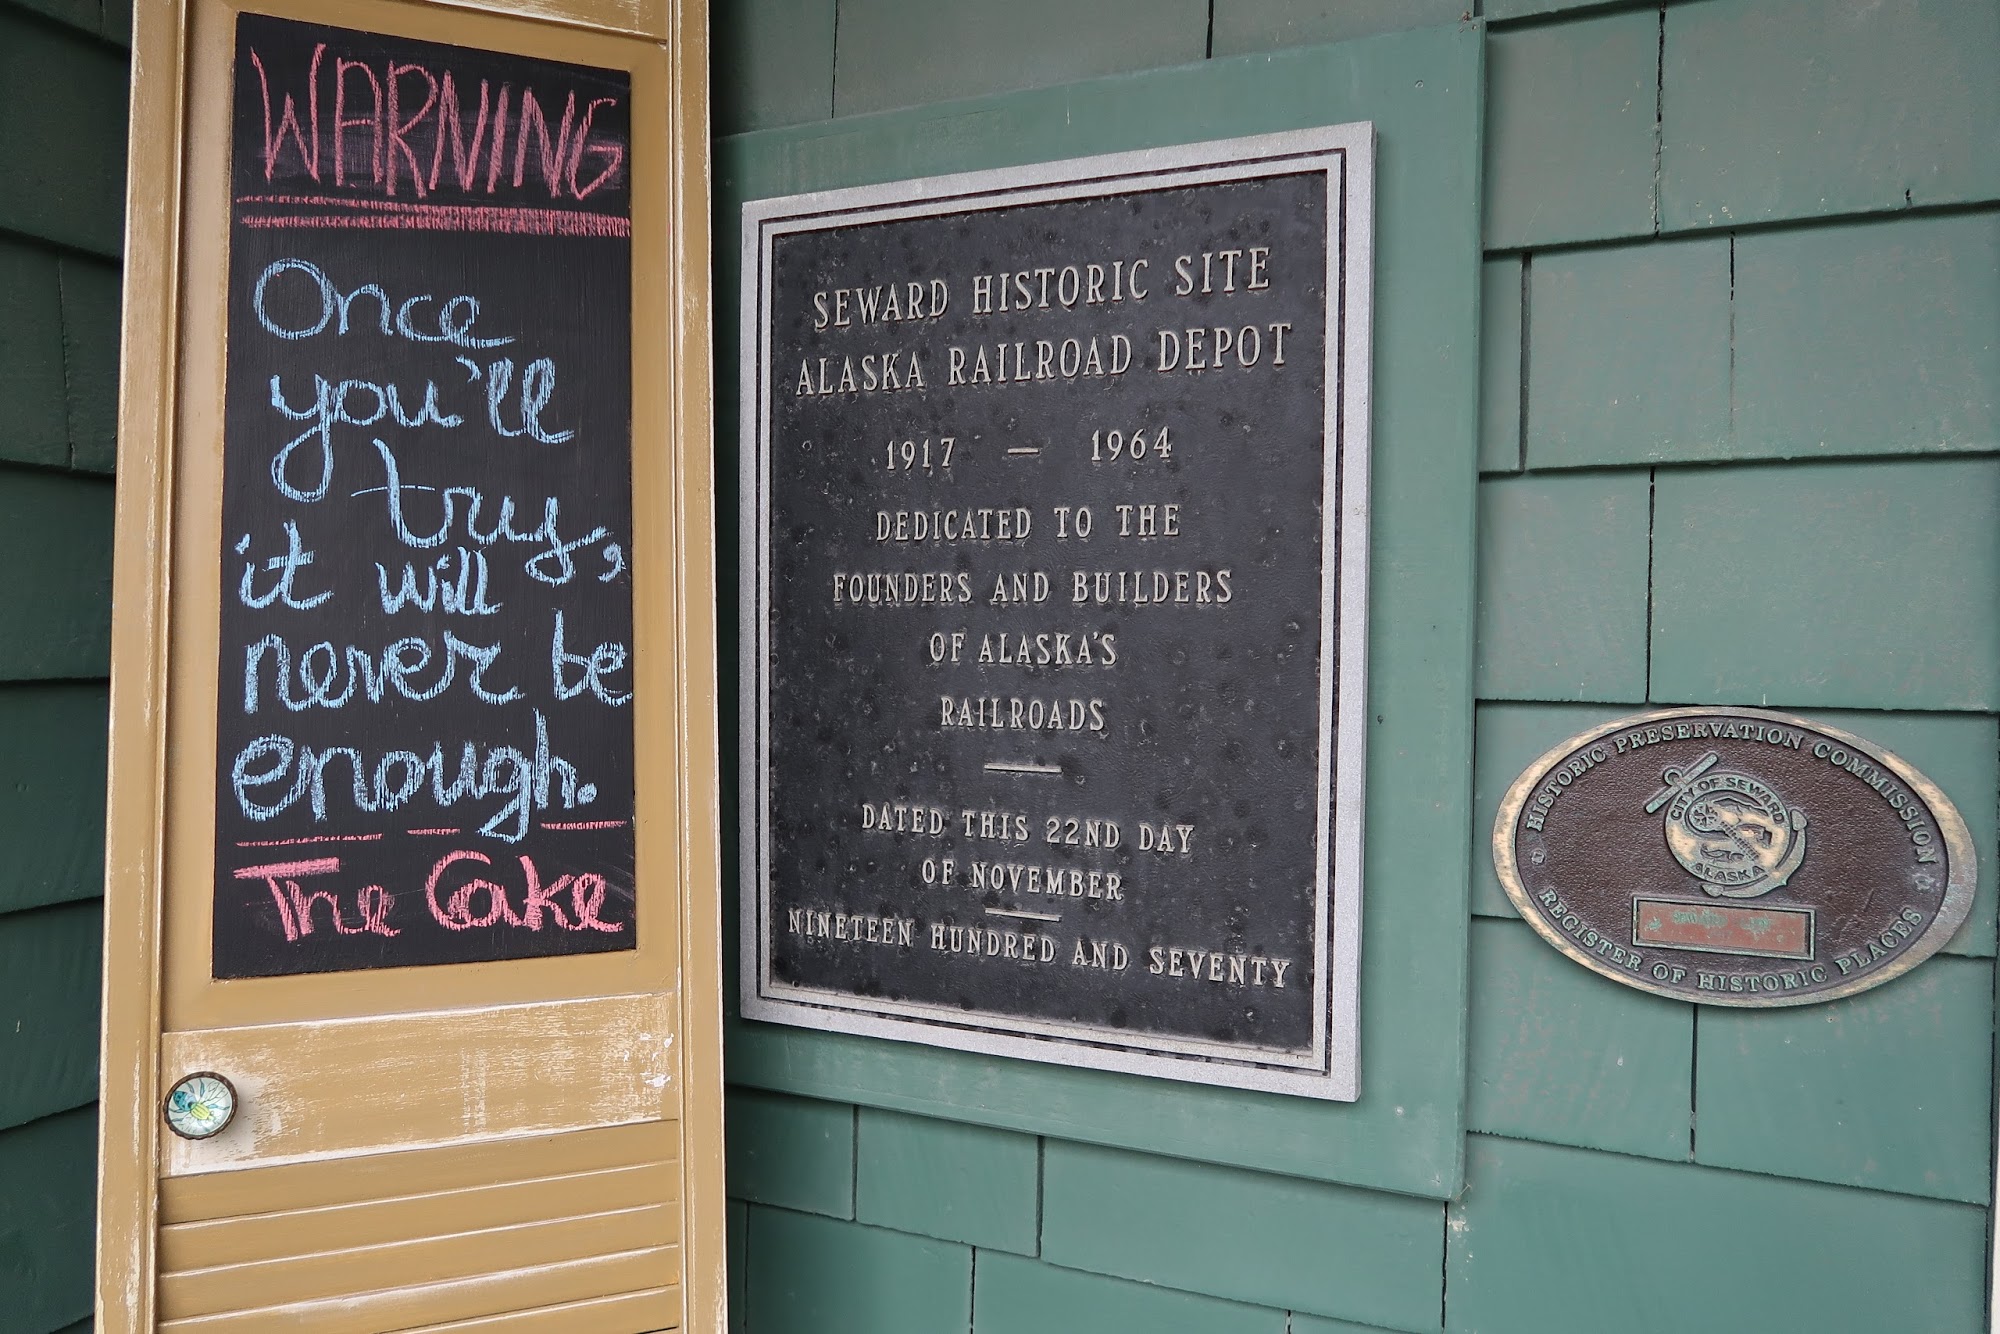 WARNING
Once
you'll
try,
it will
never be
enough.
The Cake
SEWARD HISTORIC SITE
ALASKA RAILROAD DEPOT
1917 — 1964
DEDICATED TO THE
FOUNDERS AND BUILDERS
OF ALASKA'S
RAILROADS
DATED THIS 22ND DAY
OF NOVEMBER
NINETEEN HUNDRED AND SEVENTY
HISTORIC PRESERVATION COMMISSION
CITY OF SEWARD
ALASKA
REGISTER OF HISTORIC PLACES